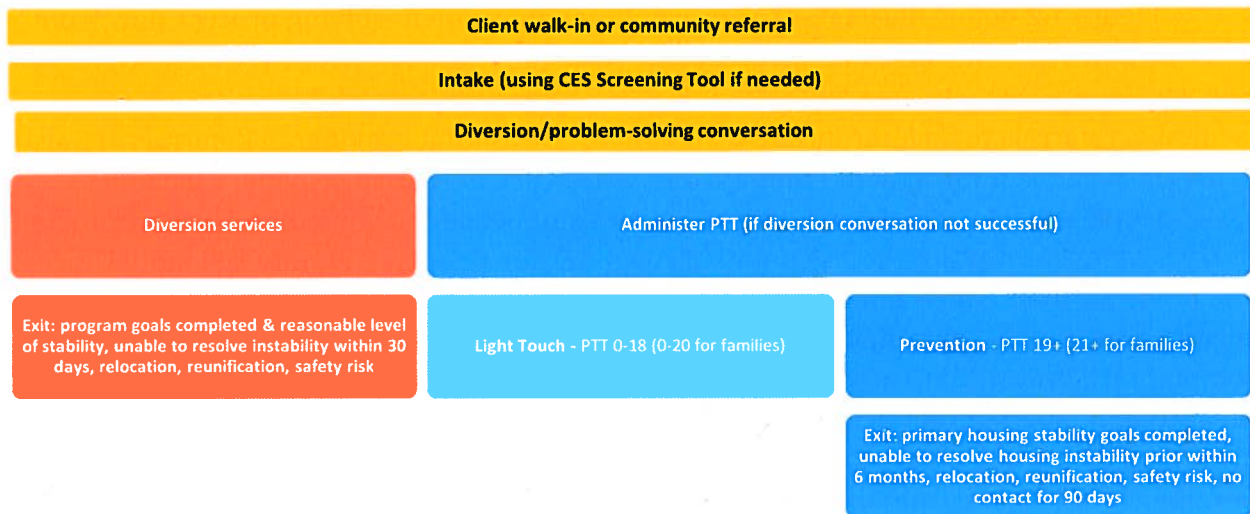 Client walk-in or community referral
Intake (using CES Screening Tool if needed)
Diversion/problem-solving conversation
Diversion services
Administer PTT (if diversion conversation not successful)
Exit: program goals completed & reasonable level
of stability, unable to resolve instability within 30
days, relocation, reunification, safety risk
Light Touch - PTT 0-18 (0-20 for families)
Prevention - PTT 19+ (21+ for families)
Exit: primary housing stability goals completed,
unable to resolve housing instability prior within
6 months, relocation, reunification, safety risk, no
contact for 90 days